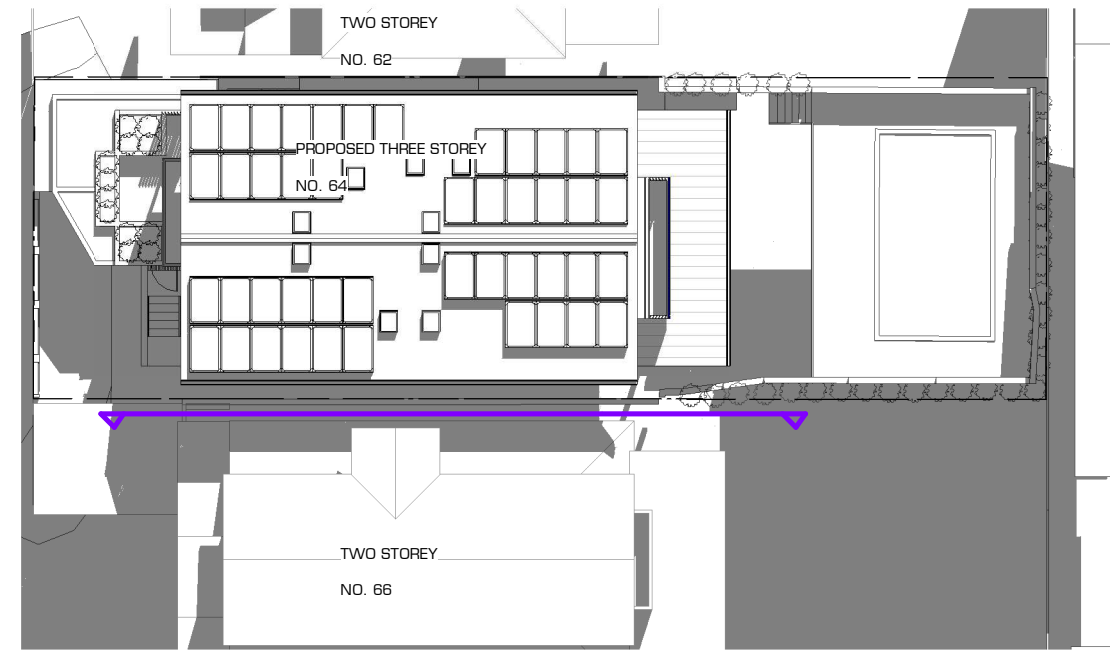 TWO STOREY
NO. 62
PROPOSED THREE STOREY
NO. 64
TWO STOREY
NO. 66